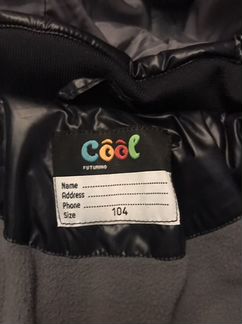 Cool
FUTURINO
Name ....................
Address ....................
Phone ....................
Size 104